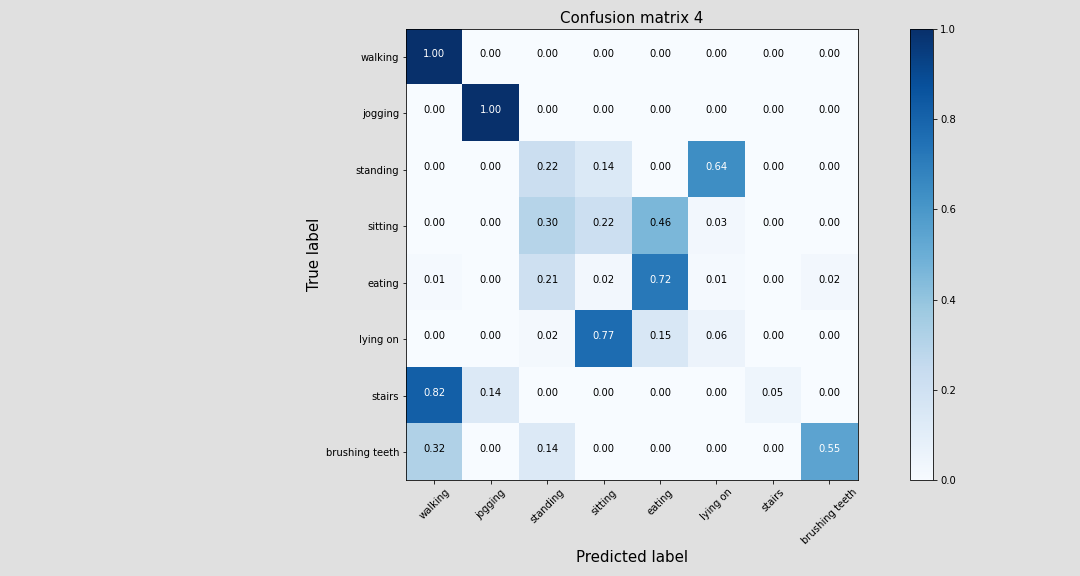 Confusion matrix 4
True label
walking 1.00 0.00 0.00 0.00 0.00 0.00 0.00 0.00
jogging 0.00 1.00 0.00 0.00 0.00 0.00 0.00 0.00
standing 0.00 0.00 0.22 0.14 0.00 0.64 0.00 0.00
sitting 0.00 0.00 0.30 0.22 0.46 0.03 0.00 0.00
eating 0.01 0.00 0.21 0.02 0.72 0.01 0.00 0.02
lying on 0.00 0.00 0.02 0.77 0.15 0.06 0.00 0.00
stairs 0.82 0.14 0.00 0.00 0.00 0.00 0.05 0.00
brushing teeth 0.32 0.00 0.14 0.00 0.00 0.00 0.00 0.55
walking jogging standing sitting eating lying on stairs brushing teeth
Predicted label
1.0
0.8
0.6
0.4
0.2
0.0